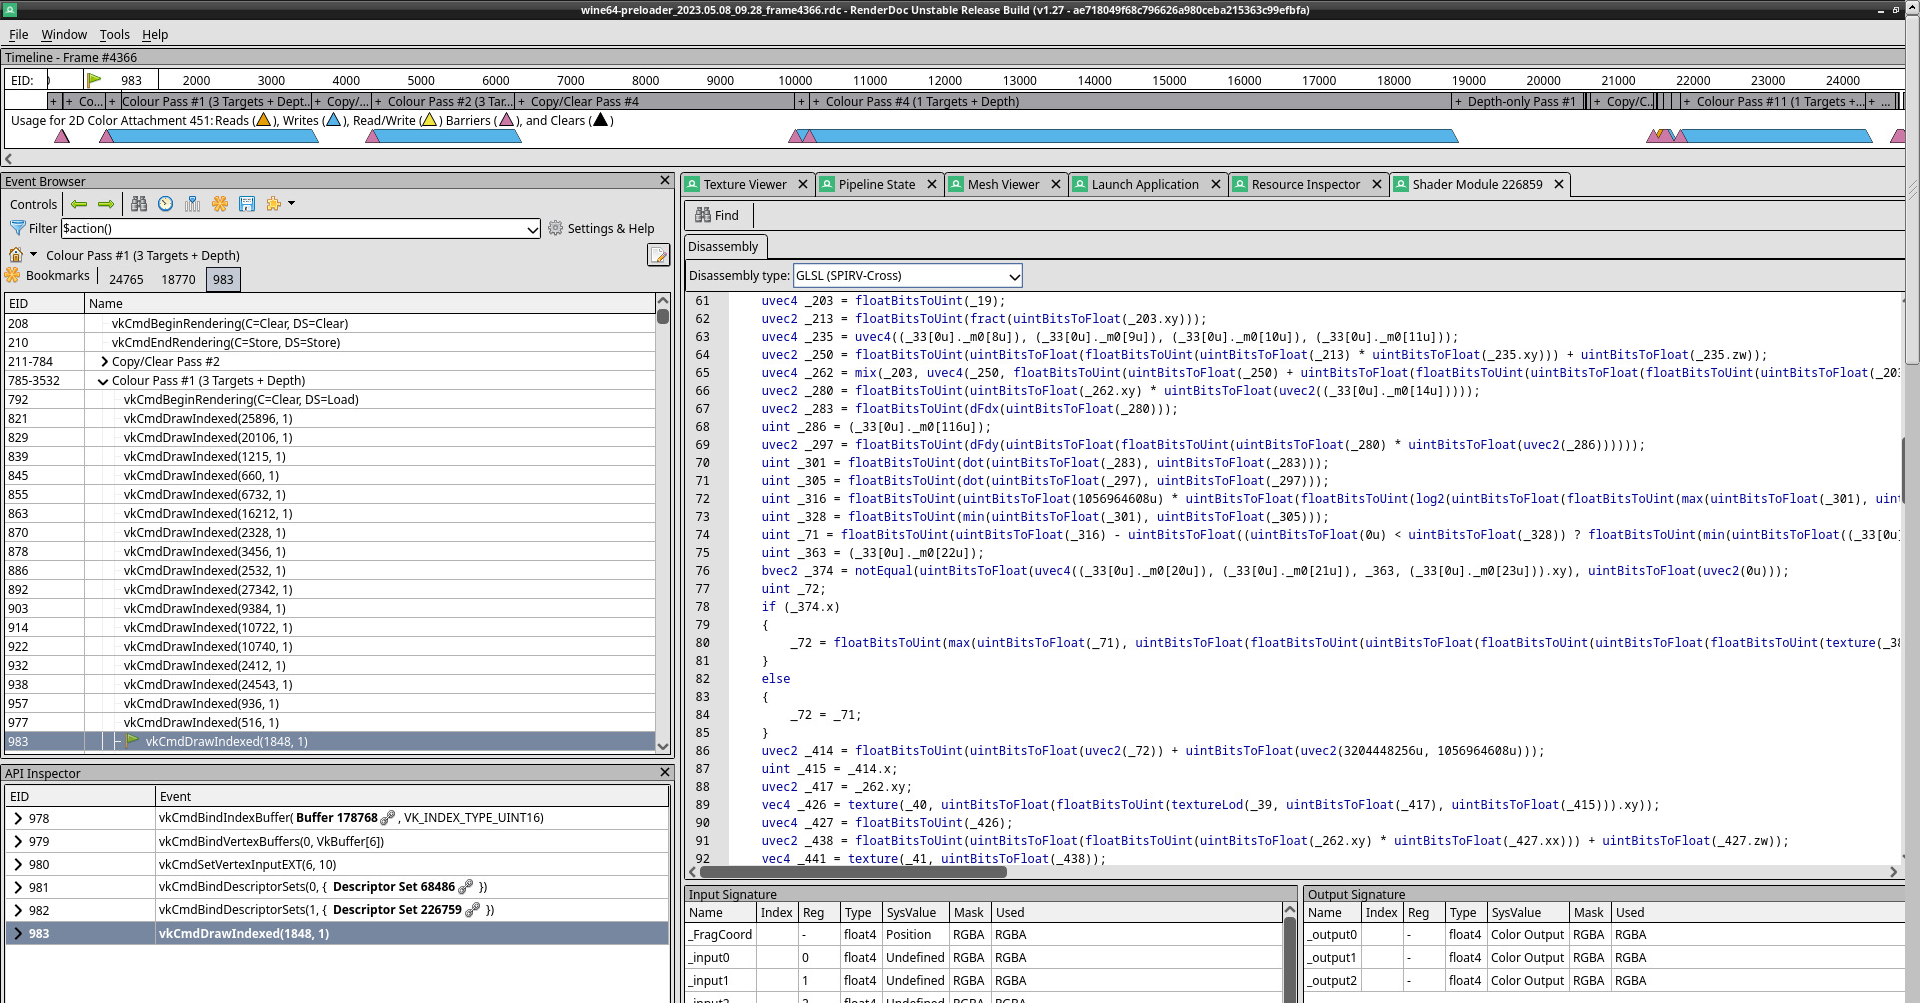 wine64-preloader_2023.05.08_09.28_frame4366.rdc - RenderDoc Unstable Release Build (v1.27 - ae718049f68c796626a980ceba215363c99efbfa)
File Window Tools Help
Timeline - Frame #4366
EID: 983 2000 3000 4000 5000 6000 7000 8000 9000 10000 11000 12000 13000 14000 15000 16000 17000 18000 19000 20000 21000 22000 23000 24000
+ + Co... + Colour Pass #1 (3 Targets + Dept... + Copy/... + Colour Pass #2 (3 Tar... + Copy/Clear Pass #4 + + Colour Pass #4 (1 Targets + Depth) + Depth-only Pass #1 + Copy/C... + Colour Pass #11 (1 Targets +... + ...
Usage for 2D Color Attachment 451: Reads ( ), Writes ( ), Read/Write ( ) Barriers ( ), and Clears ( )
Event Browser
Controls
Filter $action() Settings & Help
Colour Pass #1 (3 Targets + Depth)
Bookmarks 24765 18770 983
EID Name
208 vkCmdBeginRendering(C=Clear, DS=Clear)
210 vkCmdEndRendering(C=Store, DS=Store)
211-784 Copy/Clear Pass #2
785-3532 Colour Pass #1 (3 Targets + Depth)
792 vkCmdBeginRendering(C=Clear, DS=Load)
821 vkCmdDrawIndexed(25896, 1)
829 vkCmdDrawIndexed(20106, 1)
839 vkCmdDrawIndexed(1215, 1)
845 vkCmdDrawIndexed(660, 1)
855 vkCmdDrawIndexed(6732, 1)
863 vkCmdDrawIndexed(16212, 1)
870 vkCmdDrawIndexed(2328, 1)
878 vkCmdDrawIndexed(3456, 1)
886 vkCmdDrawIndexed(2532, 1)
892 vkCmdDrawIndexed(27342, 1)
903 vkCmdDrawIndexed(9384, 1)
914 vkCmdDrawIndexed(10722, 1)
922 vkCmdDrawIndexed(10740, 1)
932 vkCmdDrawIndexed(2412, 1)
938 vkCmdDrawIndexed(24543, 1)
957 vkCmdDrawIndexed(936, 1)
977 vkCmdDrawIndexed(516, 1)
983 vkCmdDrawIndexed(1848, 1)
API Inspector
EID Event
978 vkCmdBindIndexBuffer( Buffer 178768 , VK_INDEX_TYPE_UINT16)
979 vkCmdBindVertexBuffers(0, VkBuffer[6])
980 vkCmdSetVertexInputEXT(6, 10)
981 vkCmdBindDescriptorSets(0, { Descriptor Set 68486 })
982 vkCmdBindDescriptorSets(1, { Descriptor Set 226759 })
983 vkCmdDrawIndexed(1848, 1)
Texture Viewer Pipeline State Mesh Viewer Launch Application Resource Inspector Shader Module 226859
Find
Disassembly
Disassembly type: GLSL (SPIRV-Cross)
61 uvec4 _203 = floatBitsToUint(_19);
62 uvec2 _213 = floatBitsToUint(fract(uintBitsToFloat(_203.xy)));
63 uvec4 _235 = uvec4((_33[0u]._m0[8u]), (_33[0u]._m0[9u]), (_33[0u]._m0[10u]), (_33[0u]._m0[11u]));
64 uvec2 _250 = floatBitsToUint(uintBitsToFloat(floatBitsToUint(uintBitsToFloat(_213) * uintBitsToFloat(_235.xy))) + uintBitsToFloat(_235.zw));
65 uvec4 _262 = mix(_203, uvec4(_250, floatBitsToUint(uintBitsToFloat(_250) + uintBitsToFloat(floatBitsToUint(uintBitsToFloat(floatBitsToUint(uintBitsToFloat(_203
66 uvec2 _280 = floatBitsToUint(uintBitsToFloat(_262.xy) * uintBitsToFloat(uvec2((_33[0u]._m0[14u]))));
67 uvec2 _283 = floatBitsToUint(dFdx(uintBitsToFloat(_280)));
68 uint _286 = (_33[0u]._m0[116u]);
69 uvec2 _297 = floatBitsToUint(dFdy(uintBitsToFloat(floatBitsToUint(uintBitsToFloat(_280) * uintBitsToFloat(uvec2(_286))))));
70 uint _301 = floatBitsToUint(dot(uintBitsToFloat(_283), uintBitsToFloat(_283)));
71 uint _305 = floatBitsToUint(dot(uintBitsToFloat(_297), uintBitsToFloat(_297)));
72 uint _316 = floatBitsToUint(uintBitsToFloat(1056964608u) * uintBitsToFloat(floatBitsToUint(log2(uintBitsToFloat(floatBitsToUint(max(uintBitsToFloat(_301), uint
73 uint _328 = floatBitsToUint(min(uintBitsToFloat(_301), uintBitsToFloat(_305)));
74 uint _71 = floatBitsToUint(uintBitsToFloat(_316) - uintBitsToFloat((uintBitsToFloat(0u) < uintBitsToFloat(_328)) ? floatBitsToUint(min(uintBitsToFloat((_33[0u]
75 uint _363 = (_33[0u]._m0[22u]);
76 bvec2 _374 = notEqual(uintBitsToFloat(uvec4((_33[0u]._m0[20u]), (_33[0u]._m0[21u]), _363, (_33[0u]._m0[23u])).xy), uintBitsToFloat(uvec2(0u)));
77 uint _72;
78 if (_374.x)
79 {
80 _72 = floatBitsToUint(max(uintBitsToFloat(_71), uintBitsToFloat(floatBitsToUint(uintBitsToFloat(floatBitsToUint(uintBitsToFloat(floatBitsToUint(texture(_38
81 }
82 else
83 {
84 _72 = _71;
85 }
86 uvec2 _414 = floatBitsToUint(uintBitsToFloat(uvec2(_72)) + uintBitsToFloat(uvec2(3204448256u, 1056964608u)));
87 uint _415 = _414.x;
88 uvec2 _417 = _262.xy;
89 vec4 _426 = texture(_40, uintBitsToFloat(floatBitsToUint(textureLod(_39, uintBitsToFloat(_417), uintBitsToFloat(_415))).xy));
90 uvec4 _427 = floatBitsToUint(_426);
91 uvec2 _438 = floatBitsToUint(uintBitsToFloat(floatBitsToUint(uintBitsToFloat(_262.xy) * uintBitsToFloat(_427.xx))) + uintBitsToFloat(_427.zw));
92 vec4 _441 = texture(_41, uintBitsToFloat(_438));
Input Signature
Name Index Reg Type SysValue Mask Used
_FragCoord - float4 Position RGBA RGBA
_input0 0 float4 Undefined RGBA RGBA
_input1 1 float4 Undefined RGBA RGBA
_input2 2 float4 Undefined RGBA RGBA
Output Signature
Name Index Reg Type SysValue Mask Used
_output0 - float4 Color Output RGBA RGBA
_output1 - float4 Color Output RGBA RGBA
_output2 - float4 Color Output RGBA RGBA